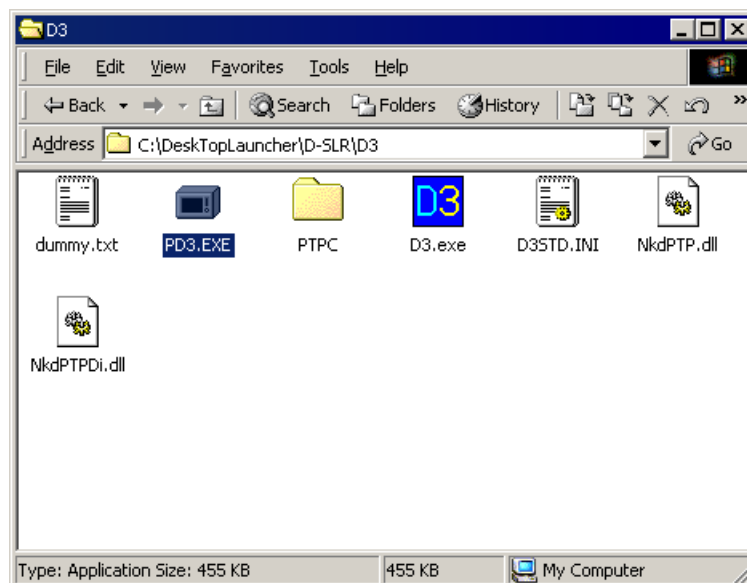 D3
File Edit View Favorites Tools Help
Back Search Folders History »
Address C:\DeskTopLauncher\D-SLR\D3 Go
dummy.txt PD3.EXE PTPC D3.exe D3STD.INI NkdPTP.dll
D3
NkdPTPDi.dll
Type: Application Size: 455 KB 455 KB My Computer